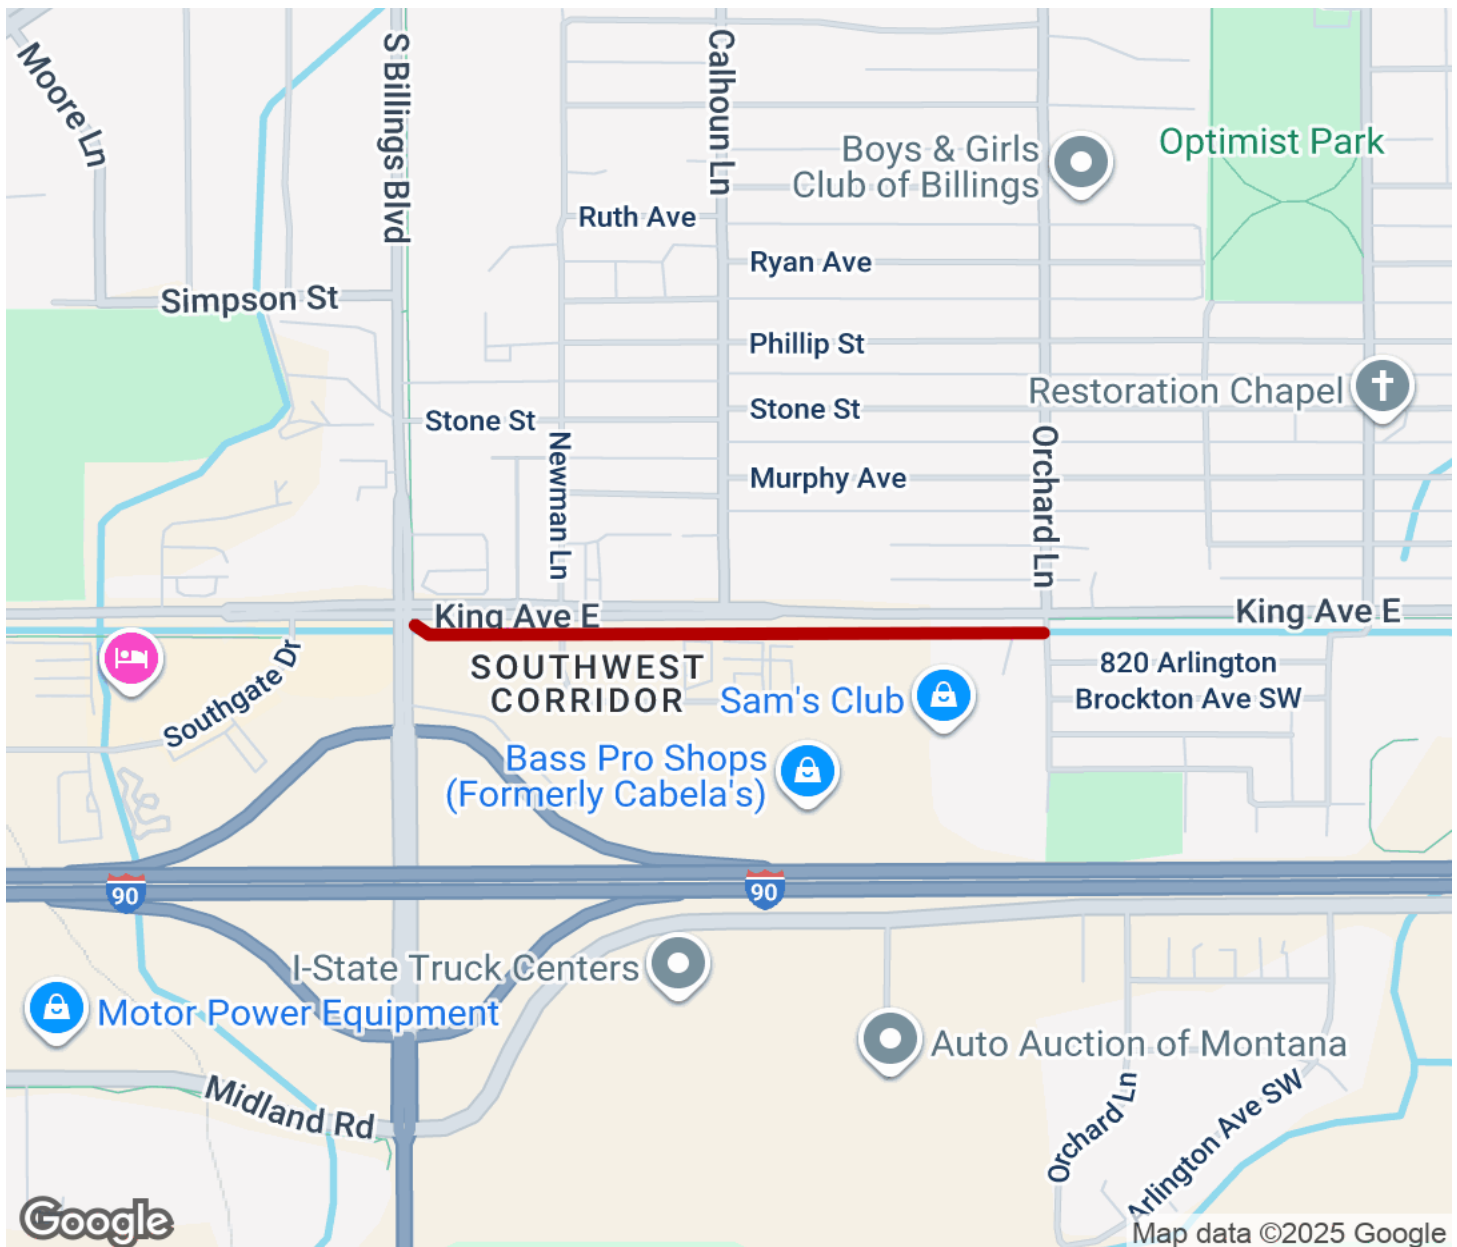 Moore Ln
S Billings Blvd
Calhoun Ln
Boys & Girls
Club of Billings
Optimist Park
Ruth Ave
Ryan Ave
Simpson St
Phillip St
Restoration Chapel
Stone St
Stone St
Newman Ln
Orchard Ln
Murphy Ave
King Ave E
King Ave E
Southgate Dr
SOUTHWEST
CORRIDOR
820 Arlington
Brockton Ave SW
Sam's Club
Bass Pro Shops
(Formerly Cabela's)
90
90
I-State Truck Centers
Motor Power Equipment
Auto Auction of Montana
Midland Rd
Orchard Ln
Arlington Ave SW
Google
Map data ©2025 Google